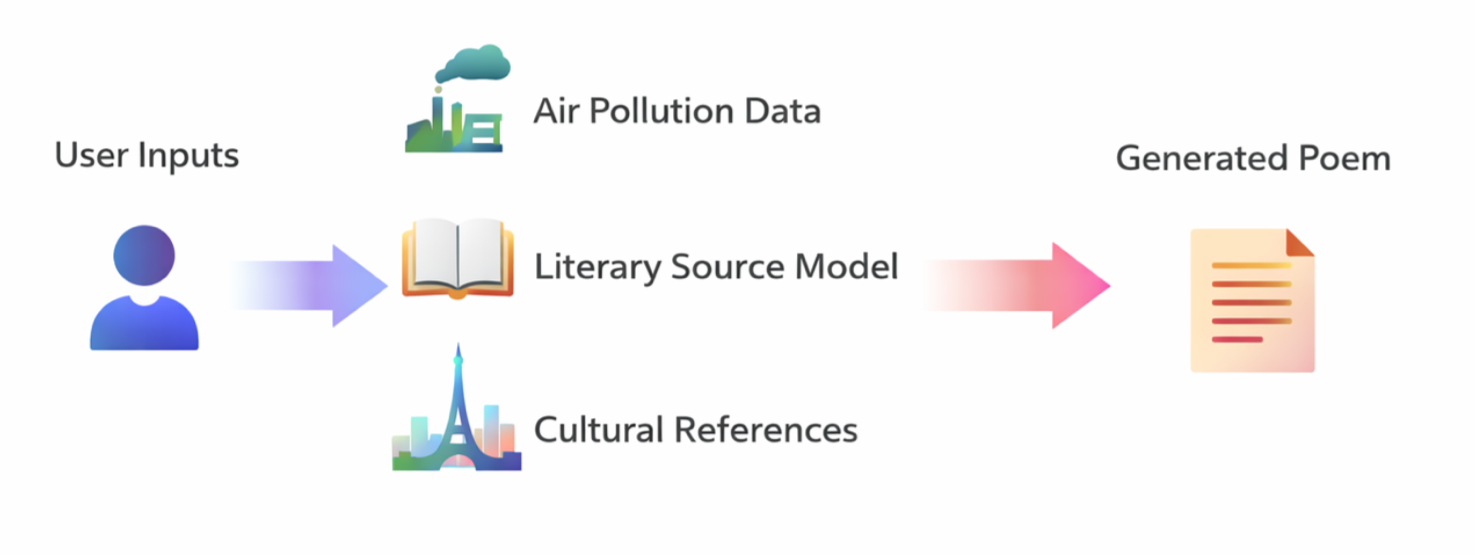 User Inputs
Air Pollution Data
Literary Source Model
Cultural References
Generated Poem